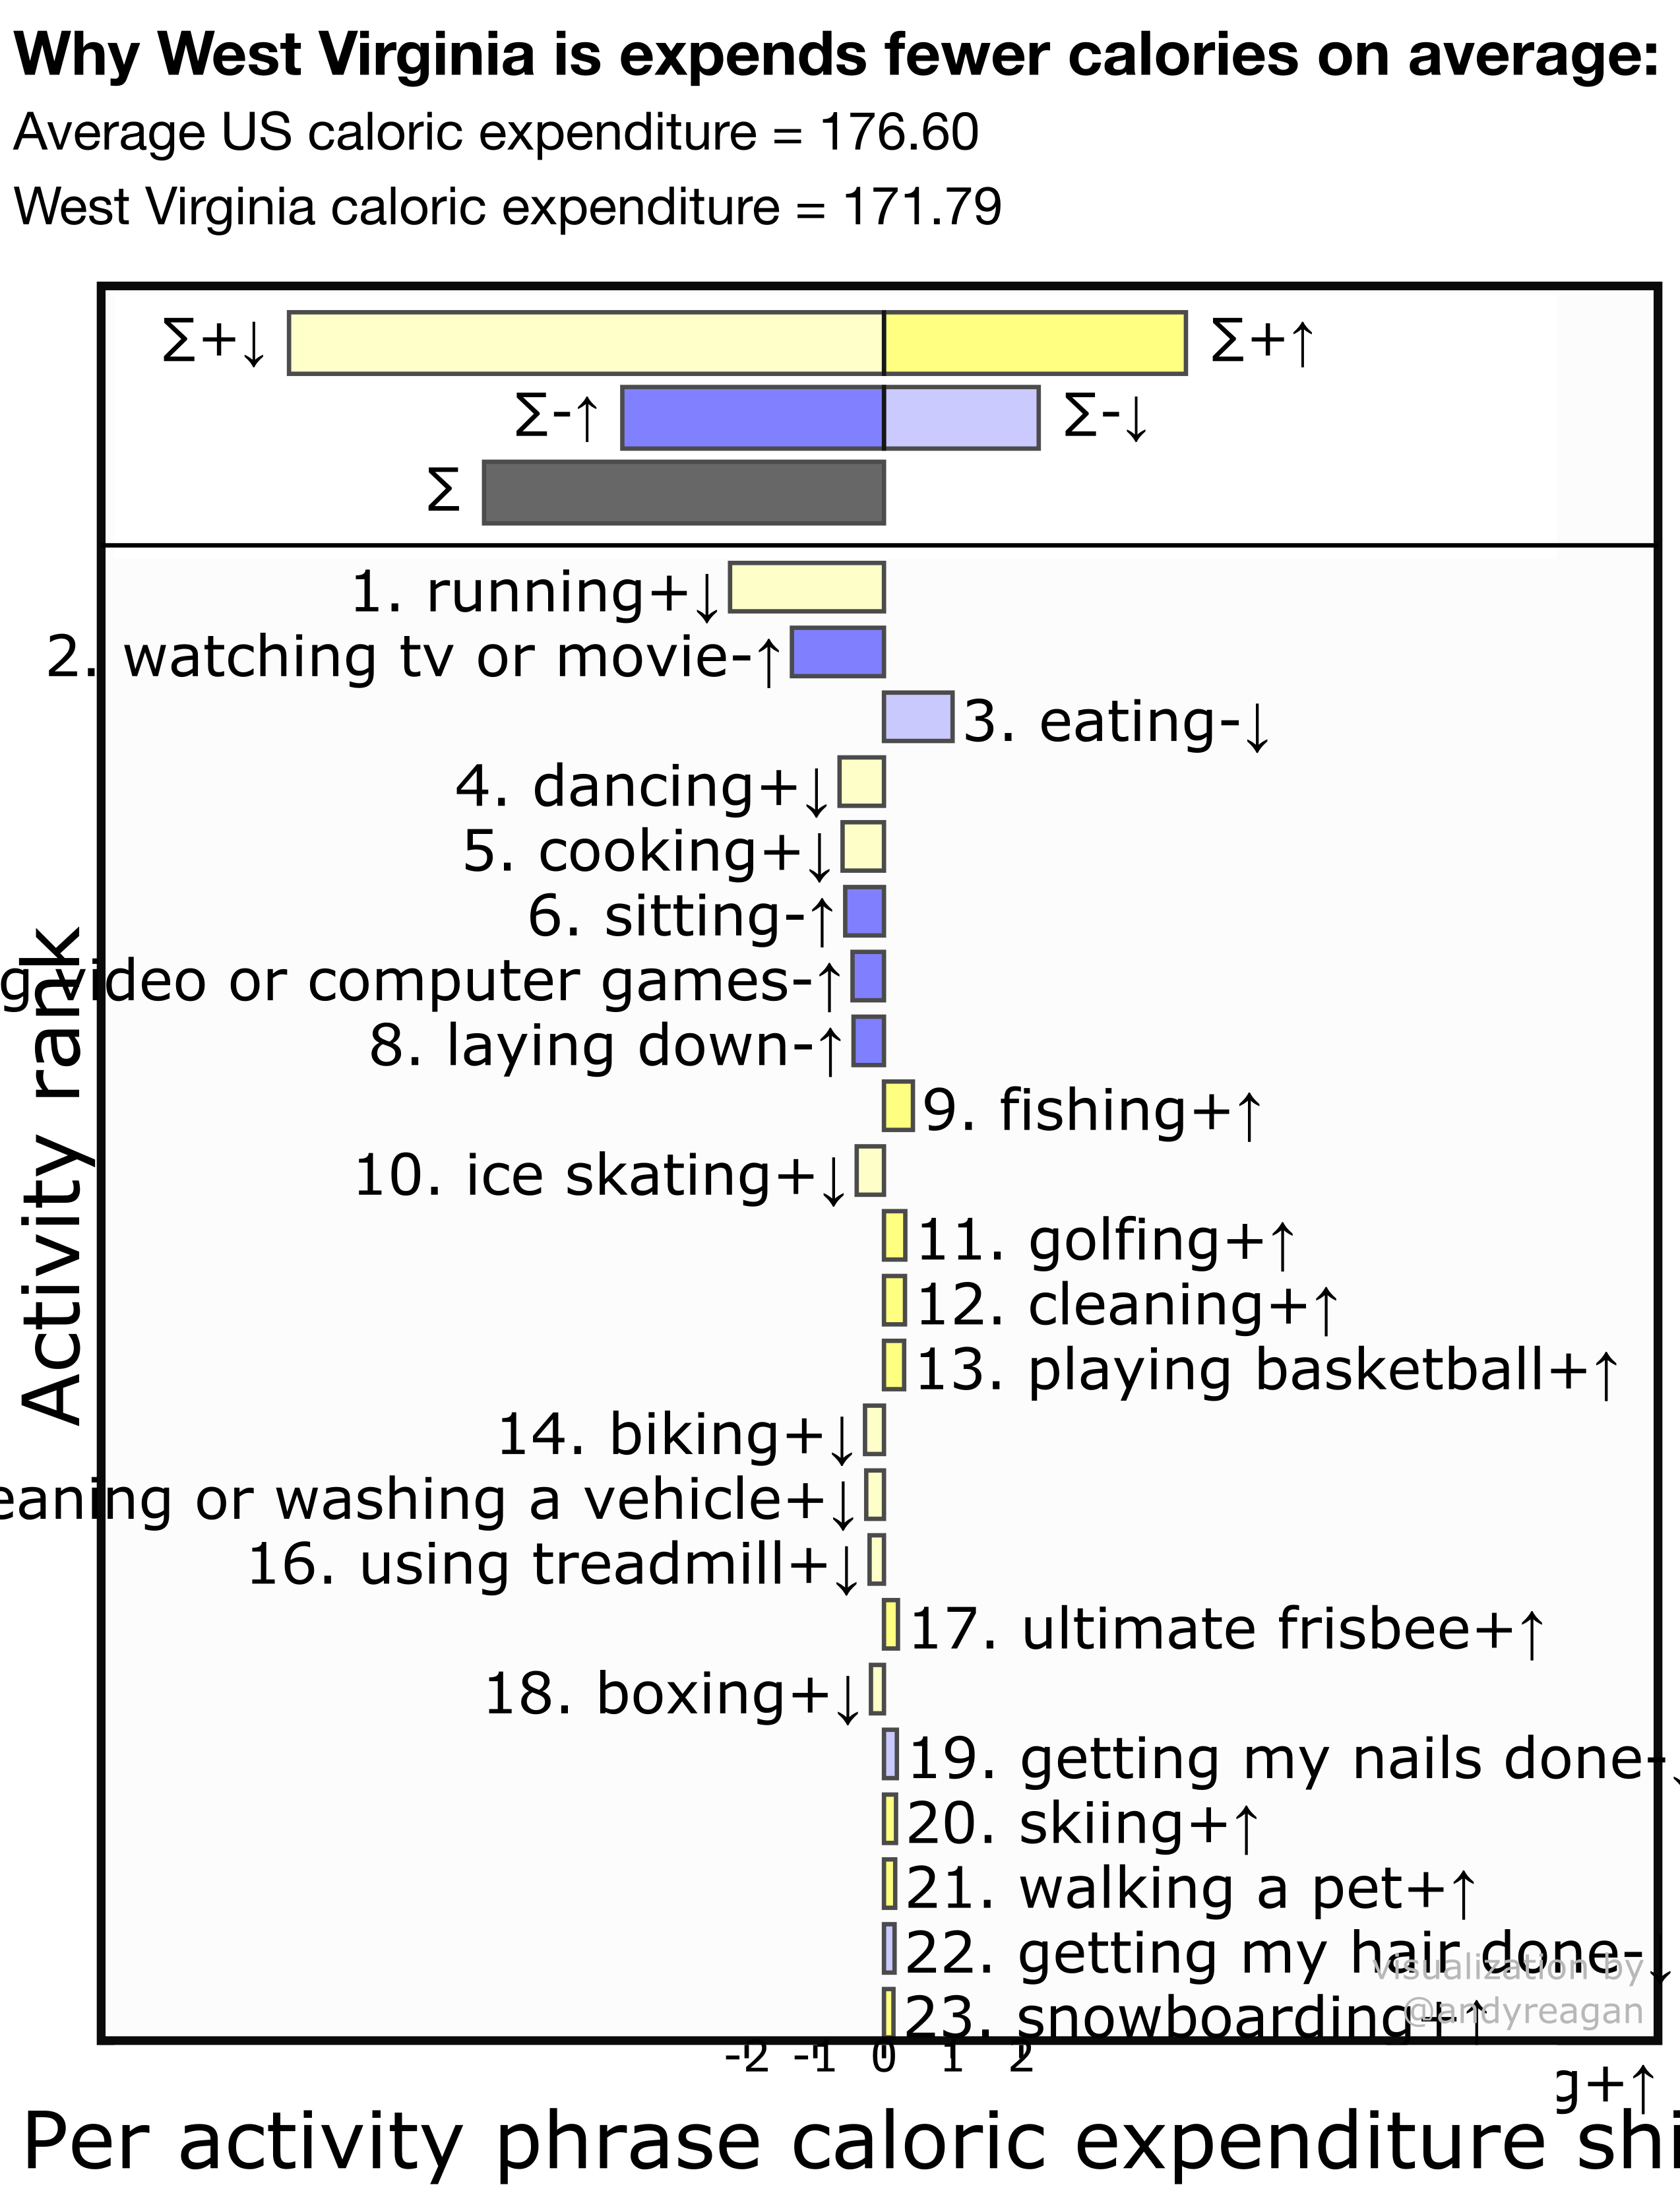 Why West Virginia is expends fewer calories on average:
Average US caloric expenditure = 176.60
West Virginia caloric expenditure = 171.79
∑+↓
∑+↑
∑-↑
∑-↓
∑
1. running+↓
2. watching tv or movie-↑
3. eating-↓
4. dancing+↓
5. cooking+↓
6. sitting-↑
g video or computer games-↑
8. laying down-↑
9. fishing+↑
10. ice skating+↓
11. golfing+↑
12. cleaning+↑
13. playing basketball+↑
14. biking+↓
eaning or washing a vehicle+↓
16. using treadmill+↓
17. ultimate frisbee+↑
18. boxing+↓
19. getting my nails done-↓
20. skiing+↑
21. walking a pet+↑
22. getting my hair done-↓
23. snowboarding+↑
visualization by
@andyreagan
Activity rank
-2 -1 0 1 2
g+↑
Per activity phrase caloric expenditure shi